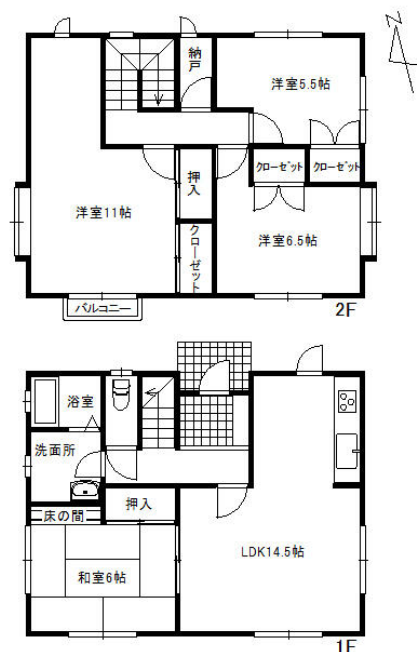 納戸
洋室5.5帖
クローゼット
クローゼット
押入
洋室11帖
洋室6.5帖
クローゼット
バルコニー
2F
浴室
洗面所
押入
床の間
LDK14.5帖
和室6帖
1F